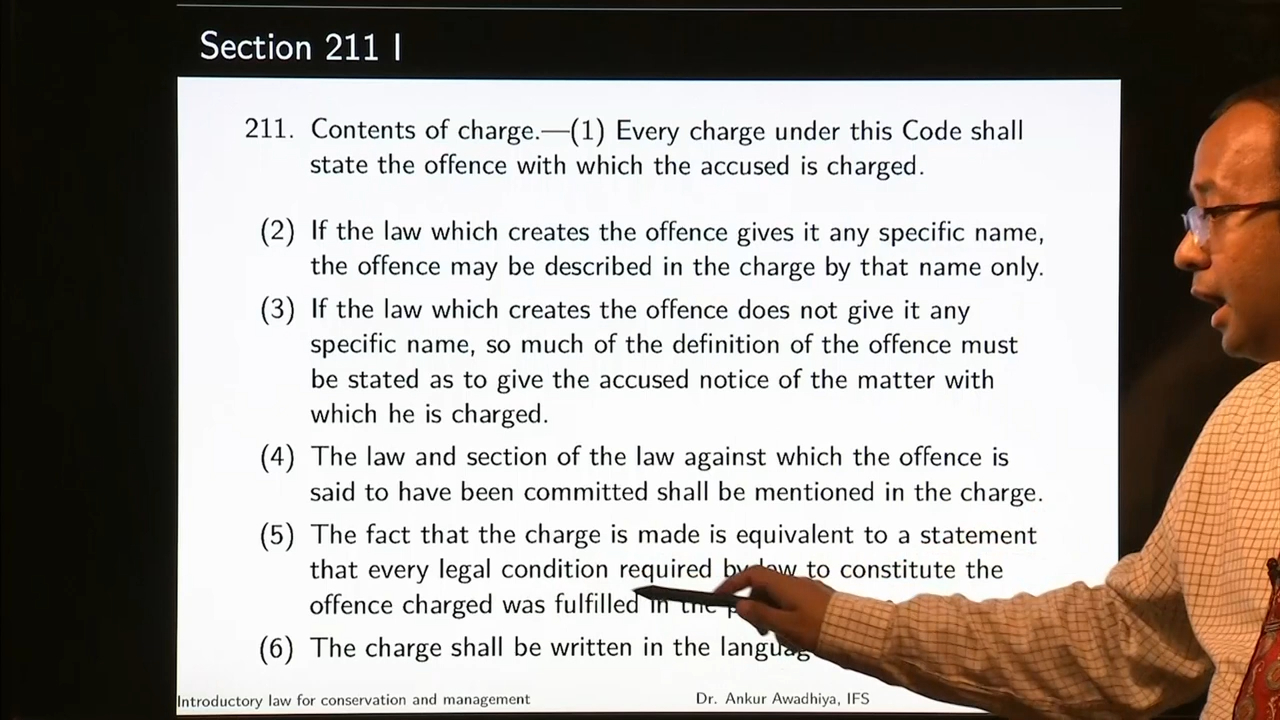 Section 211 I
211. Contents of charge.—(1) Every charge under this Code shall
state the offence with which the accused is charged.
(2) If the law which creates the offence gives it any specific name,
the offence may be described in the charge by that name only.
(3) If the law which creates the offence does not give it any
specific name, so much of the definition of the offence must
be stated as to give the accused notice of the matter with
which he is charged.
(4) The law and section of the law against which the offence is
said to have been committed shall be mentioned in the charge.
(5) The fact that the charge is made is equivalent to a statement
that every legal condition required by law to constitute the
offence charged was fulfilled in the
(6) The charge shall be written in the
Introductory law for conservation and management
Dr. Ankur Awadhiya, IFS